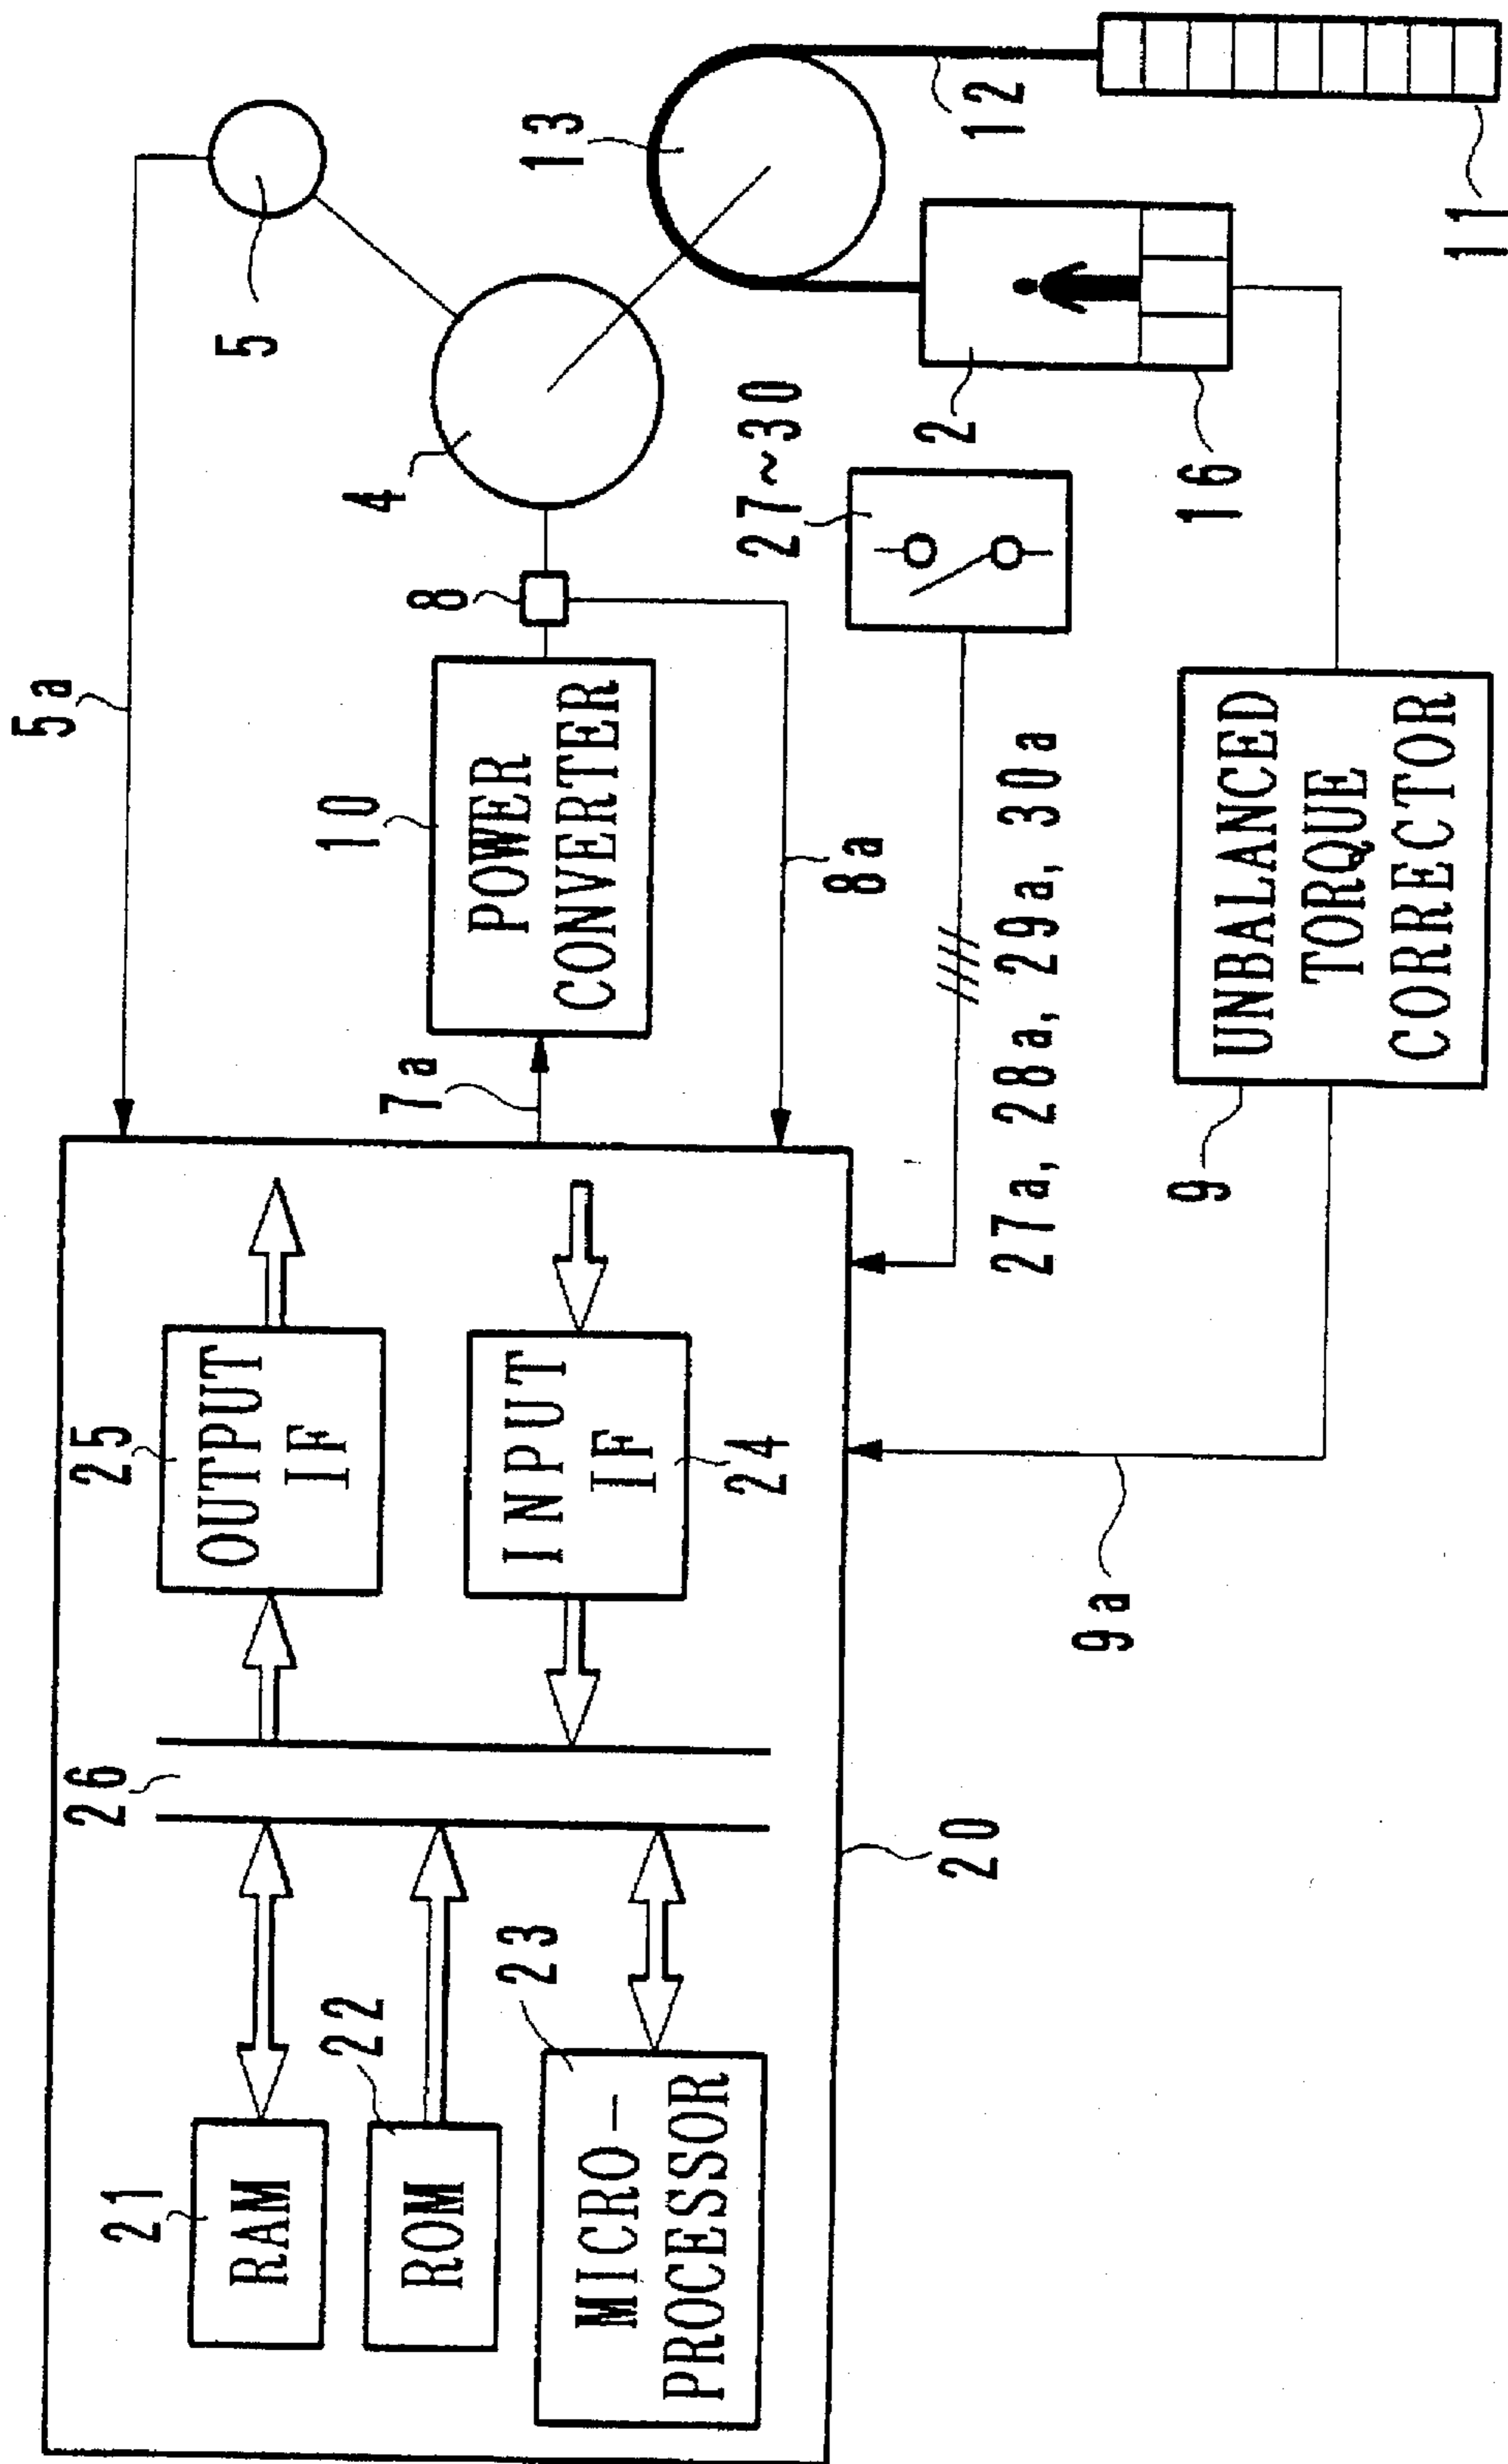 5a
5
4
13
12
11
10
POWER
CONVERTER
8
7a
8a
27~30
2
16
27a, 28a, 29a, 30a
UNBALANCED
TORQUE
CORRECTOR
9
9a
25
OUTPUT
IF
INPUT
IF
24
26
21
RAM
22
ROM
23
MICRO-
PROCESSOR
20